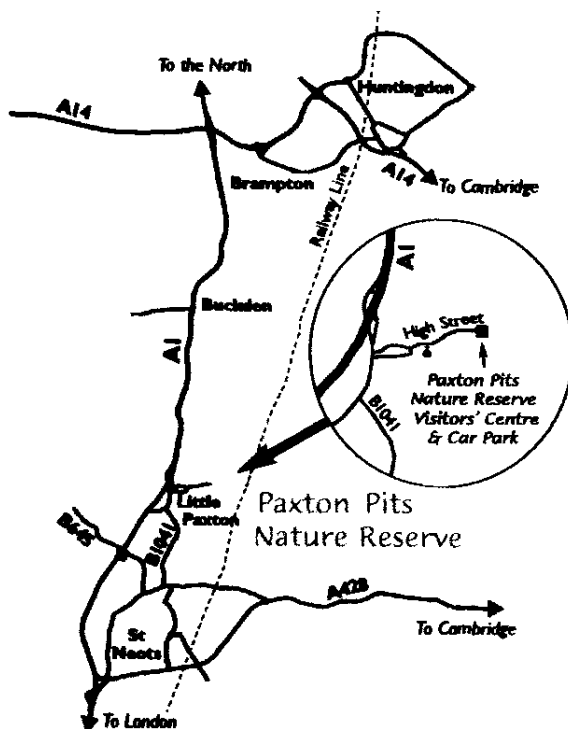 To the North
Huntingdon
A14
Brampton
A14
To Cambridge
Railway Line
Buckden
A1
A1
High Street
Paxton Pits
Nature Reserve
Visitors' Centre
& Car Park
B1041
Little
Paxton
Paxton Pits
Nature Reserve
B645
B1041
A428
To Cambridge
St
Neots
To London